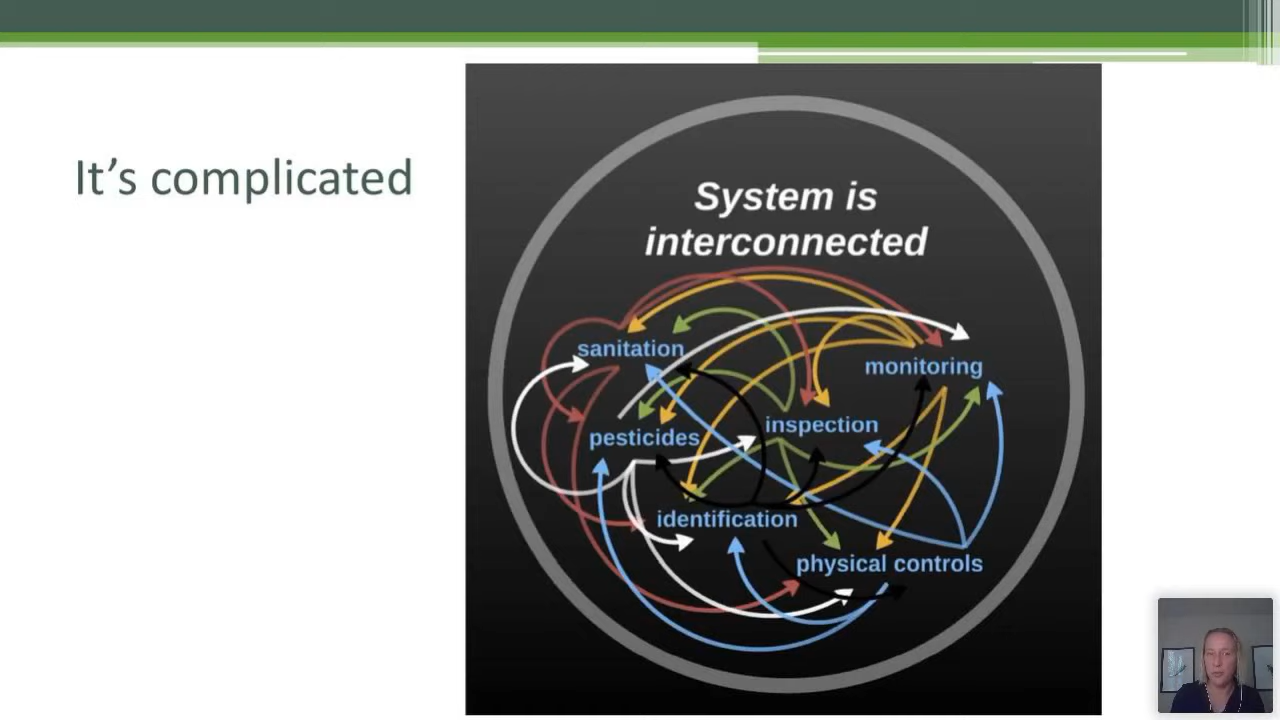 It's complicated
System is
interconnected
sanitation
monitoring
inspection
pesticides
identification
physical controls